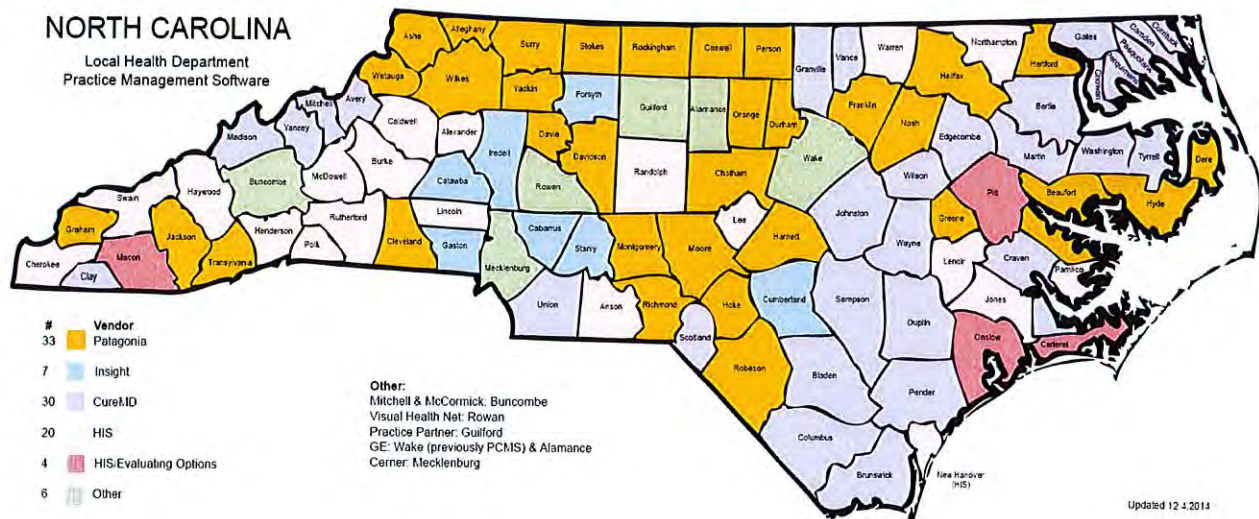 NORTH CAROLINA
Local Health Department
Practice Management Software
Ashe
Alleghany
Surry
Stokes
Rockingham
Caswell
Person
Granville
Vance
Warren
Northampton
Gates
Currituck
Camden
Pasquotank
Perquimans
Chowan
Hertford
Halifax
Watauga
Wilkes
Yadkin
Forsyth
Guilford
Alamance
Orange
Durham
Franklin
Nash
Bertie
Mitchell
Avery
Caldwell
Alexander
Iredell
Davie
Davidson
Edgecombe
Martin
Washington
Tyrrell
Dere
Madison
Yancey
Burke
Catawba
Rowan
Randolph
Chatham
Wake
Wilson
Pitt
Beaufort
Hyde
Buncombe
McDowell
Haywood
Swain
Graham
Rutherford
Lincoln
Johnston
Greene
Lee
Jackson
Henderson
Polk
Cleveland
Gaston
Cabarrus
Stanly
Montgomery
Moore
Harnett
Wayne
Lenoir
Craven
Pamlico
Cherokee
Clay
Macon
Transylvania
Mecklenburg
Union
Anson
Richmond
Hoke
Cumberland
Sampson
Duplin
Jones
Scotland
Robeson
Bladen
Pender
Onslow
Carteret
Columbus
Brunswick
New Hanover
(HIS)
# Vendor
33 Patagonia
7 Insight
30 CureMD
20 HIS
4 HIS/Evaluating Options
6 Other
Other:
Mitchell & McCormick: Buncombe
Visual Health Net: Rowan
Practice Partner: Guilford
GE: Wake (previously PCMS) & Alamance
Cerner: Mecklenburg
Updated 12.4.2014